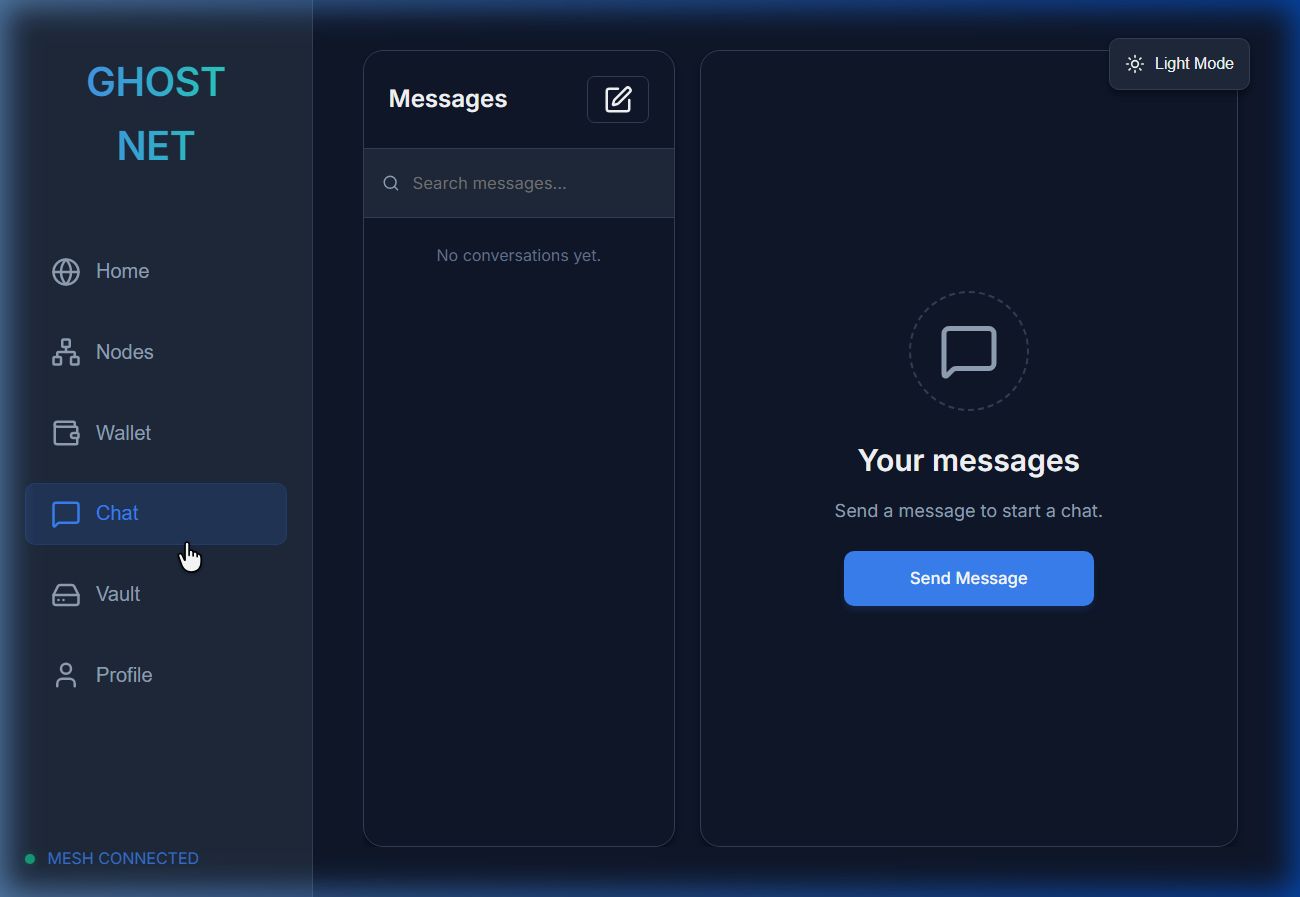 GHOST
NET
Home
Nodes
Wallet
Chat
Vault
Profile
MESH CONNECTED
Messages
Search messages...
No conversations yet.
Light Mode
Your messages
Send a message to start a chat.
Send Message